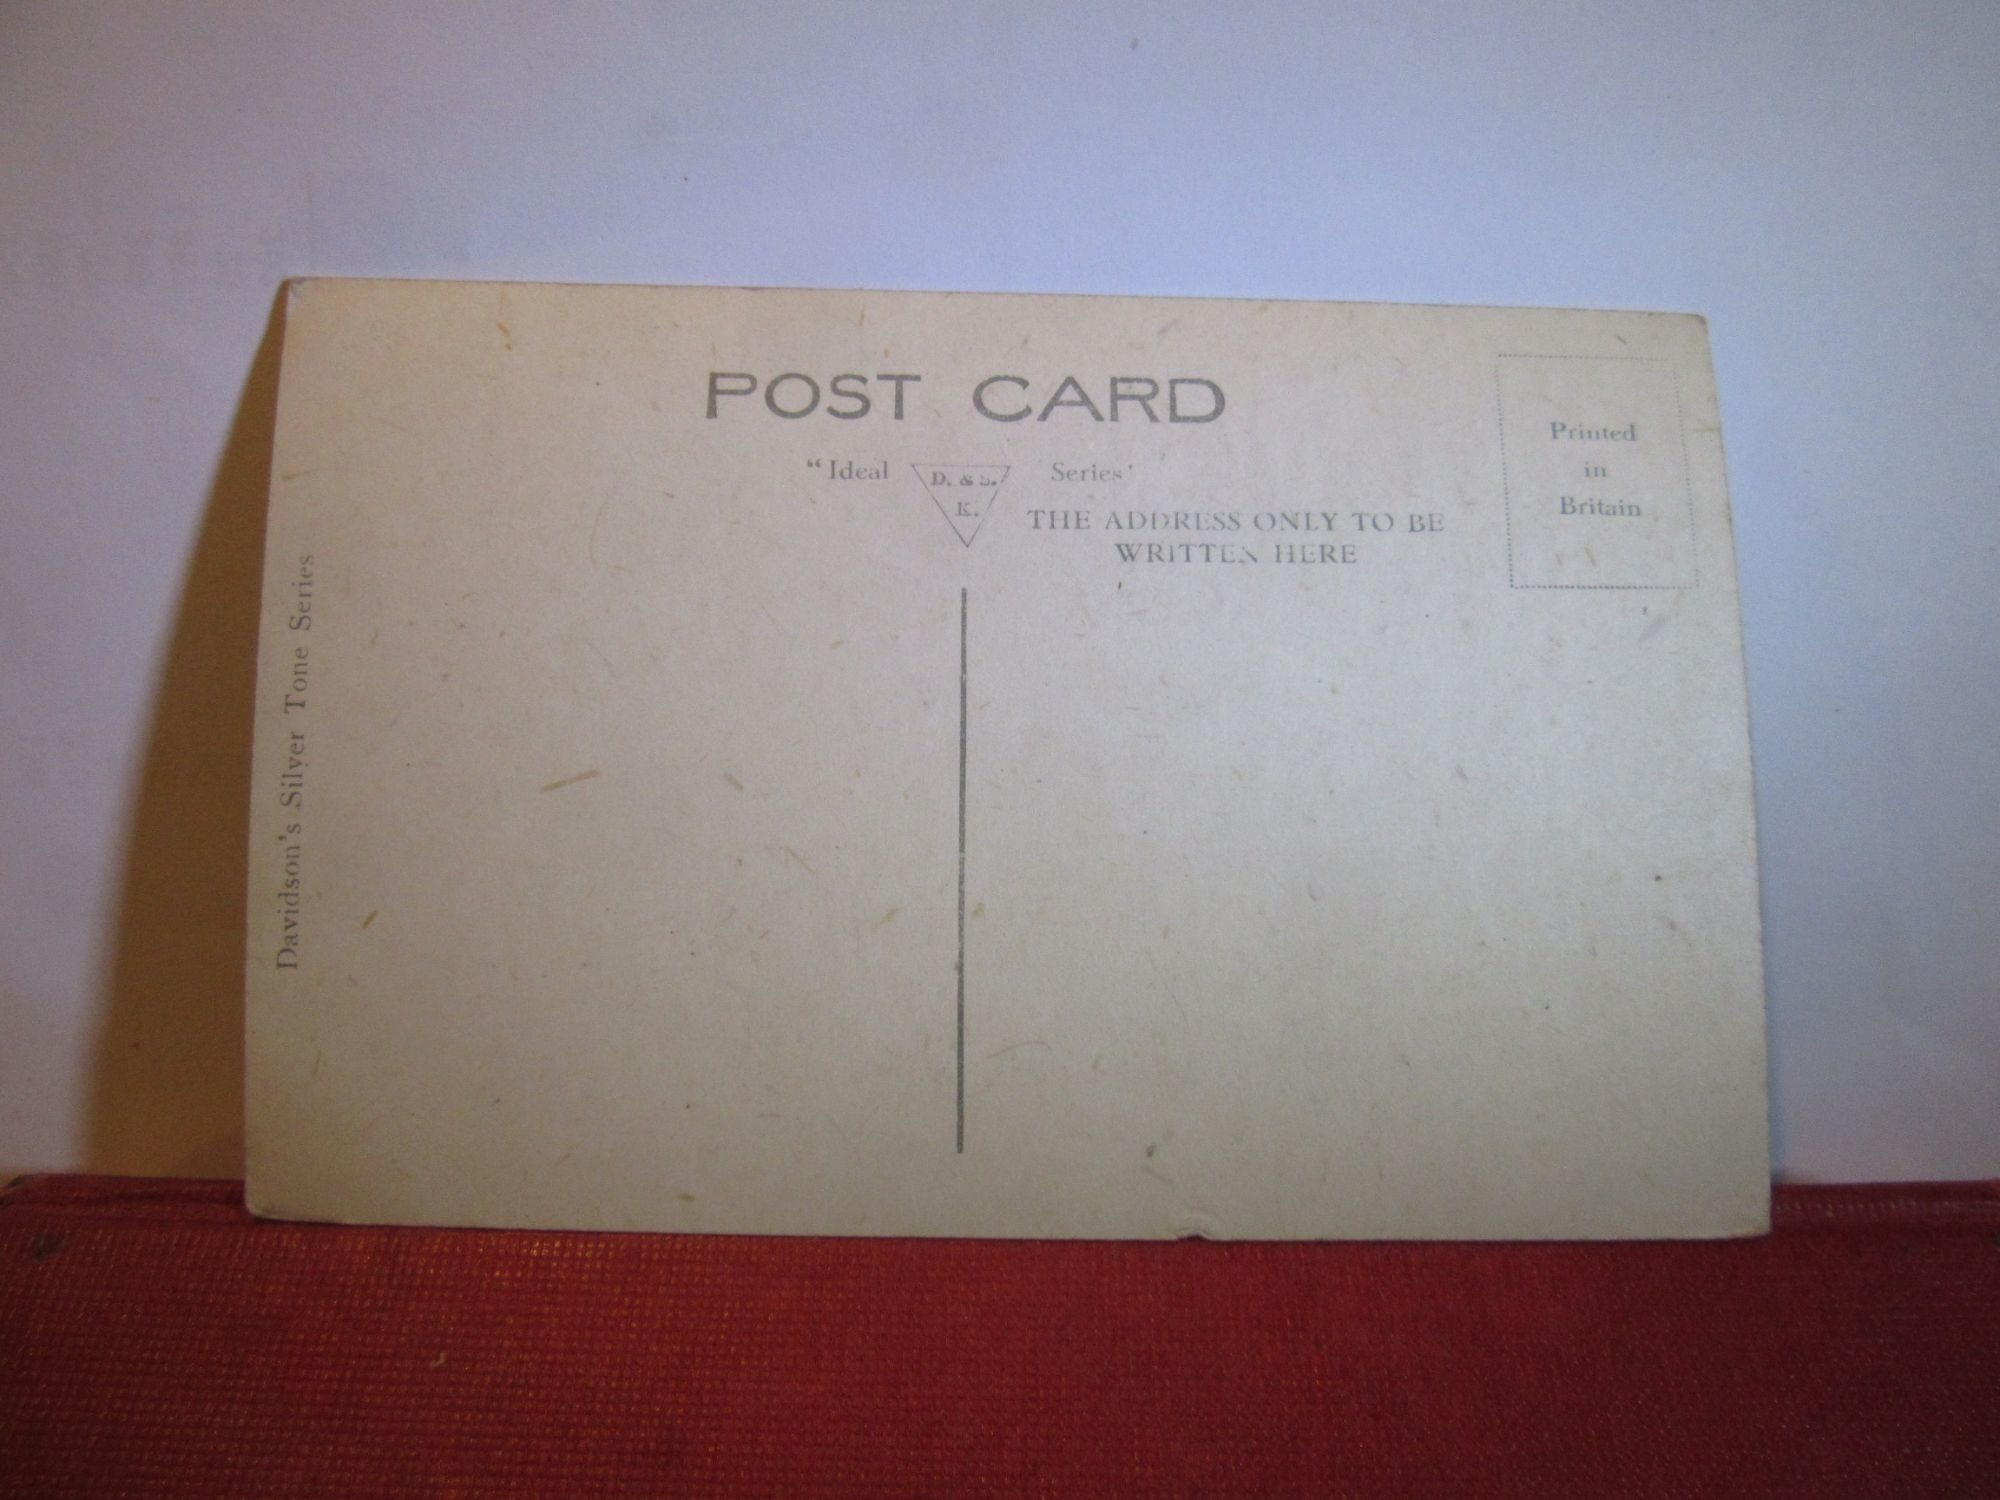 POST CARD
"Ideal D. & S. K. Series'
THE ADDRESS ONLY TO BE
WRITTEN HERE
Printed
in
Britain
Davidson's Silver Tone Series